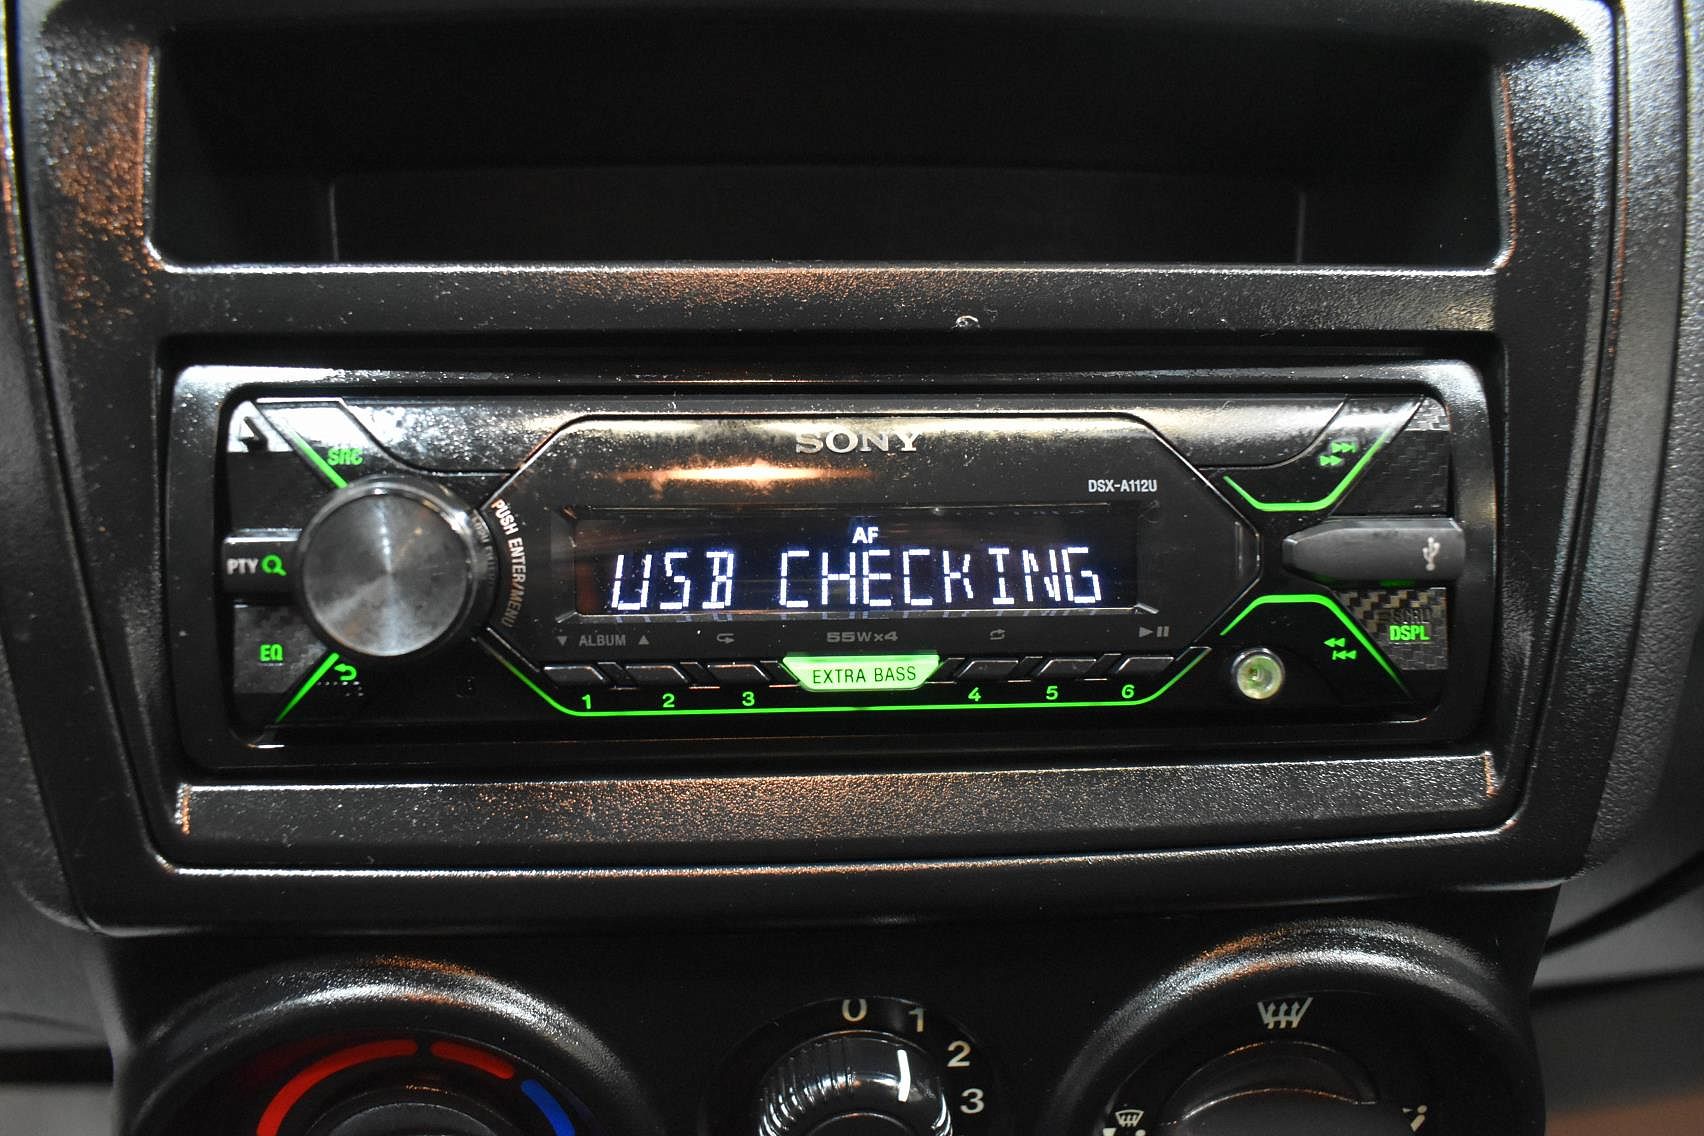 SONY
DSX-A112U
SRC
PUSH ENTER/MENU
PTY
AF
USB CHECKING
EQ
ALBUM
55W×4
DSPL
EXTRA BASS
1 2 3 4 5 6
0 1 2 3